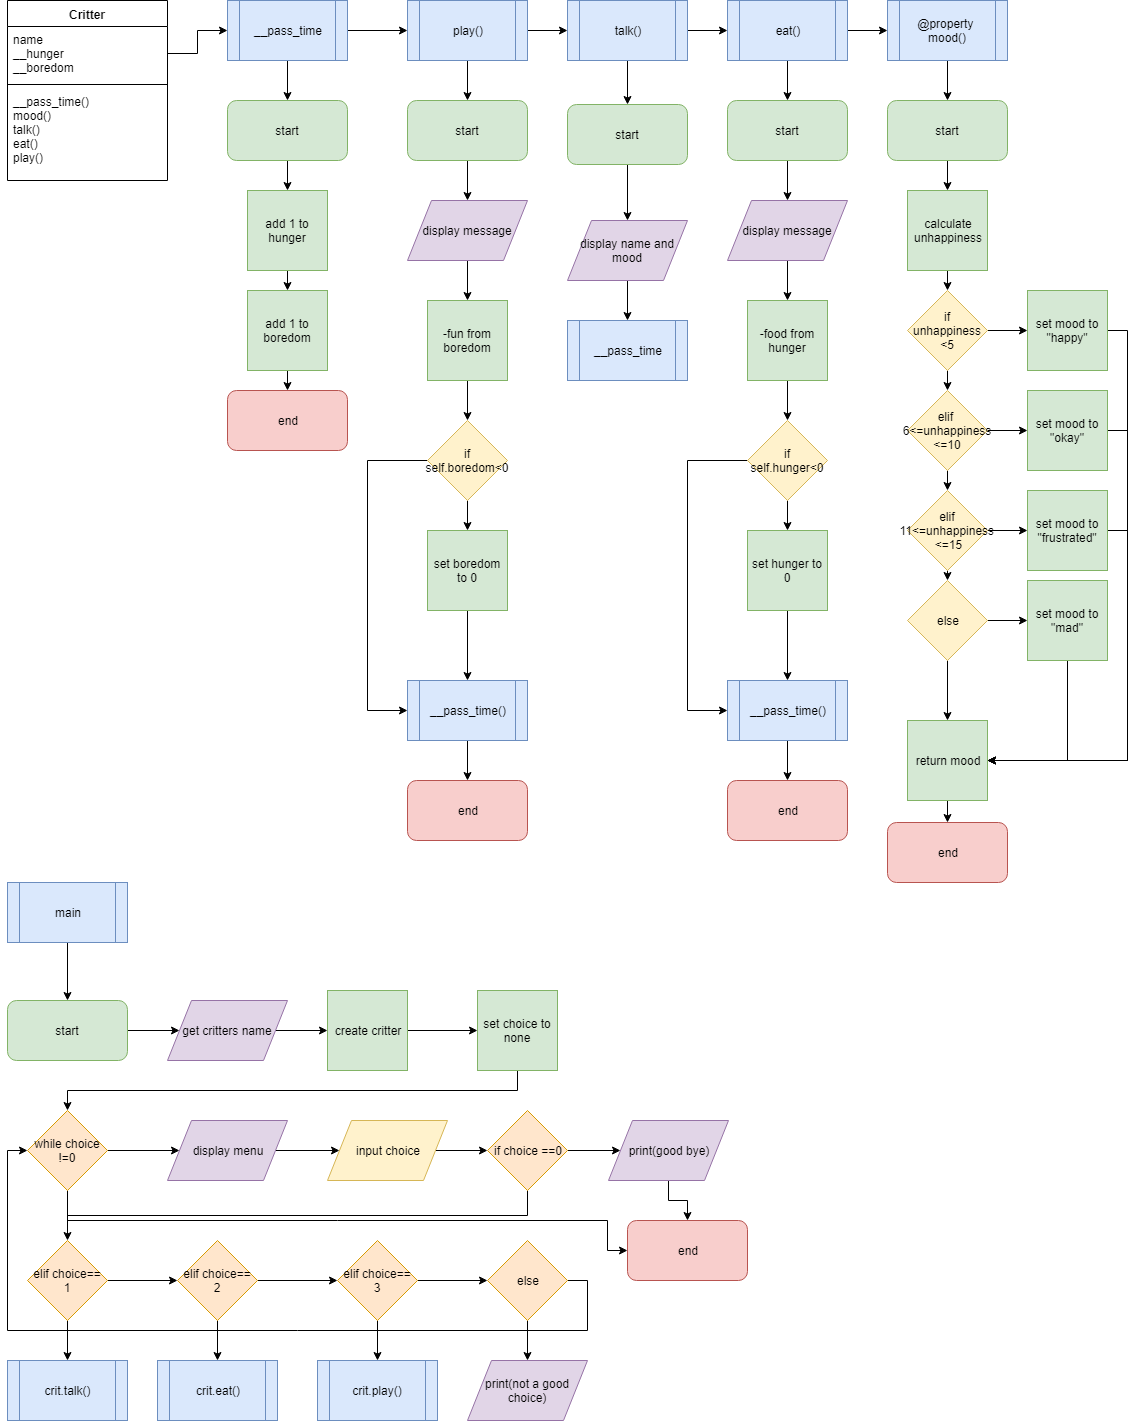 Critter
name
__hunger
__boredom
__pass_time()
mood()
talk()
eat()
play()
__pass_time
start
add 1 to
hunger
add 1 to
boredom
end
play()
start
display message
-fun from
boredom
if
self.boredom<0
set boredom
to 0
__pass_time()
end
talk()
start
display name and
mood
__pass_time
eat()
start
display message
-food from
hunger
if
self.hunger<0
set hunger to
0
__pass_time()
end
@property
mood()
start
calculate
unhappiness
if
unhappiness
<5
set mood to
"happy"
elif
6<=unhappiness
<=10
set mood to
"okay"
elif
11<=unhappiness
<=15
set mood to
"frustrated"
else
set mood to
"mad"
return mood
end
main
start
get critters name
create critter
set choice to
none
while choice
!=0
display menu
input choice
if choice ==0
print(good bye)
end
elif choice==
1
elif choice==
2
elif choice==
3
else
crit.talk()
crit.eat()
crit.play()
print(not a good
choice)